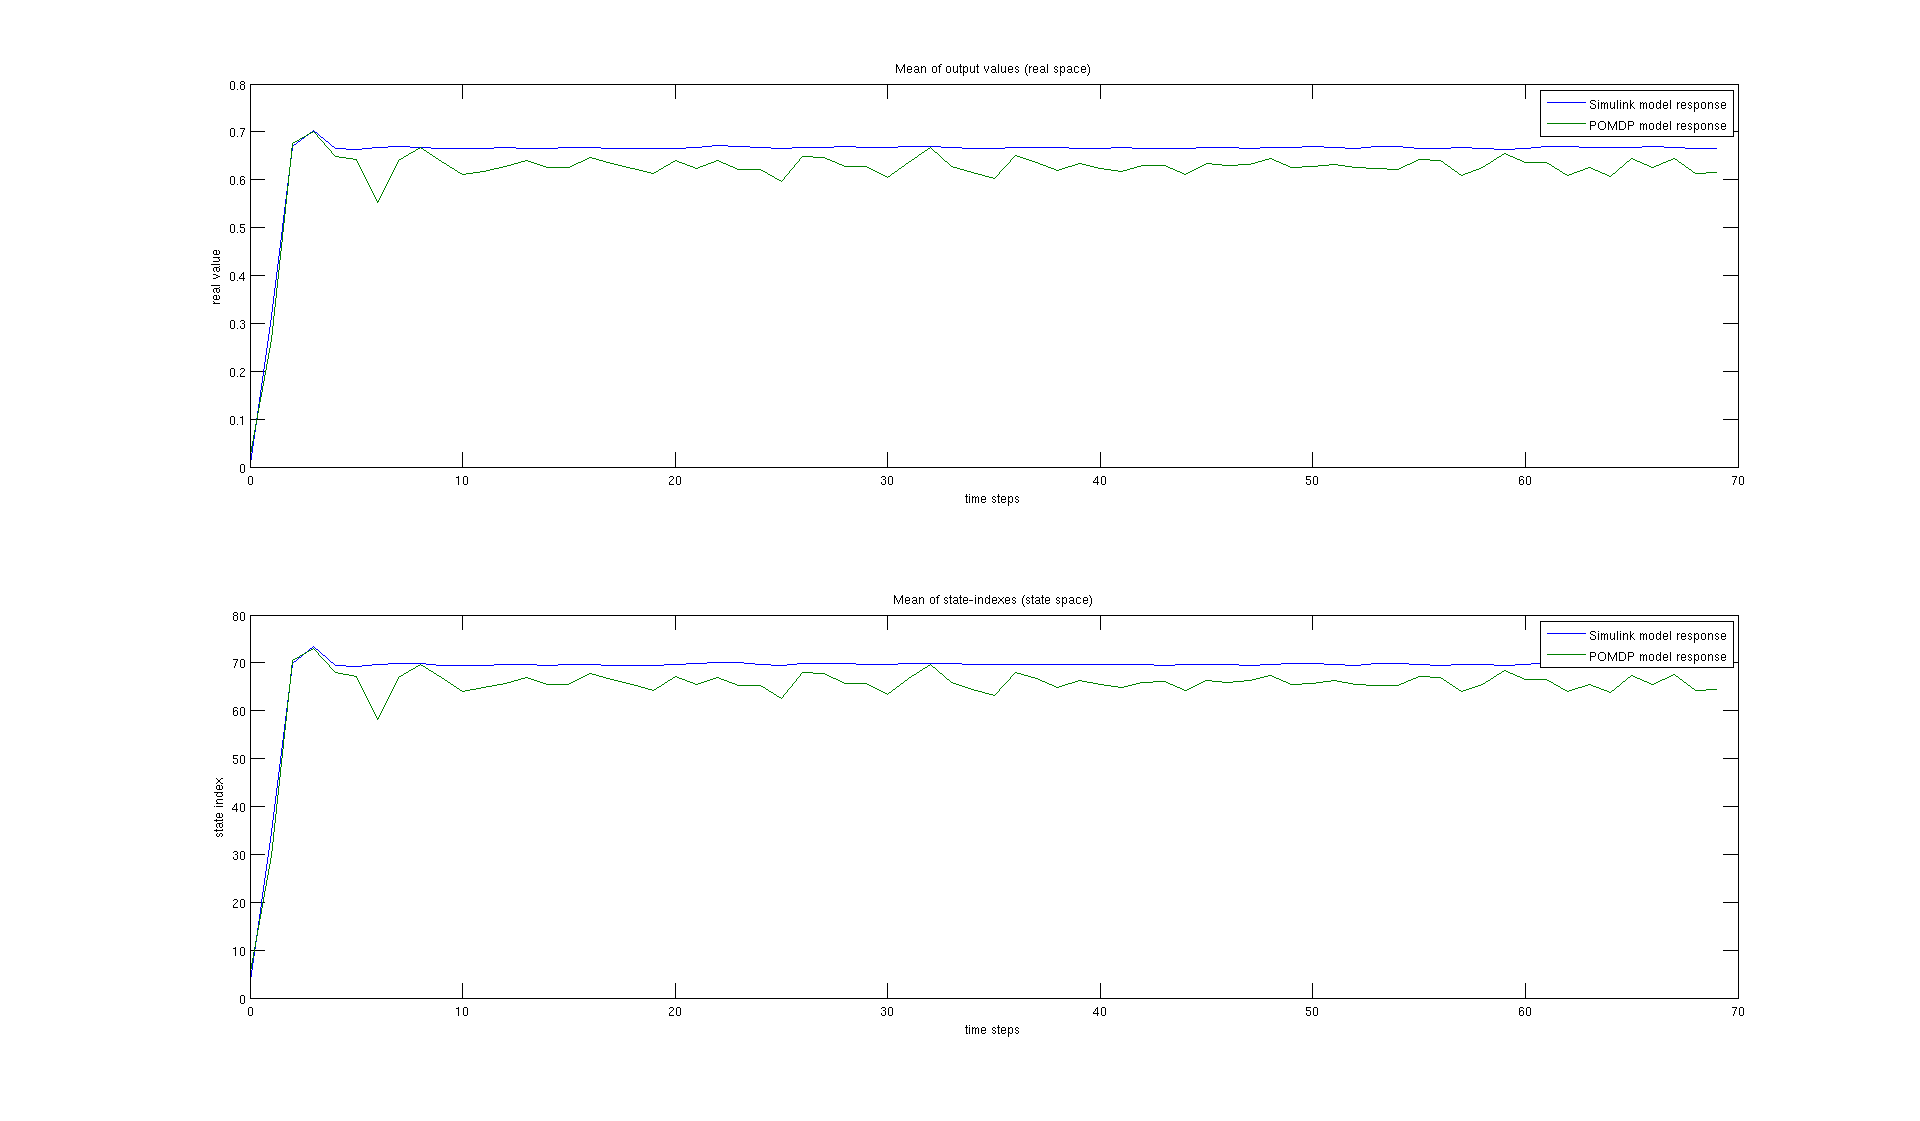 Mean of output values (real space)
0.8
0.7
0.6
0.5
0.4
0.3
0.2
0.1
0
real value
Simulink model response
POMDP model response
0 10 20 30 40 50 60 70
time steps
Mean of state-indexes (state space)
80
70
60
50
40
30
20
10
0
state index
Simulink model response
POMDP model response
0 10 20 30 40 50 60 70
time steps